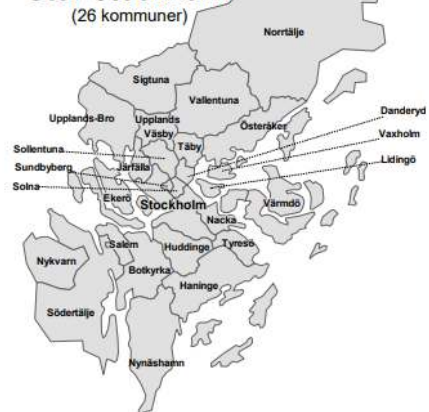 (26 kommuner)
Norrtälje
Sigtuna
Vallentuna
Upplands-Bro
Upplands
Väsby
Österåker
Danderyd
Täby
Vaxholm
Sollentuna
Järfälla
Lidingö
Sundbyberg
Solna
Ekerö
Stockholm
Värmdö
Nacka
Salem
Huddinge
Tyresö
Nykvarn
Botkyrka
Haninge
Södertälje
Nynäshamn